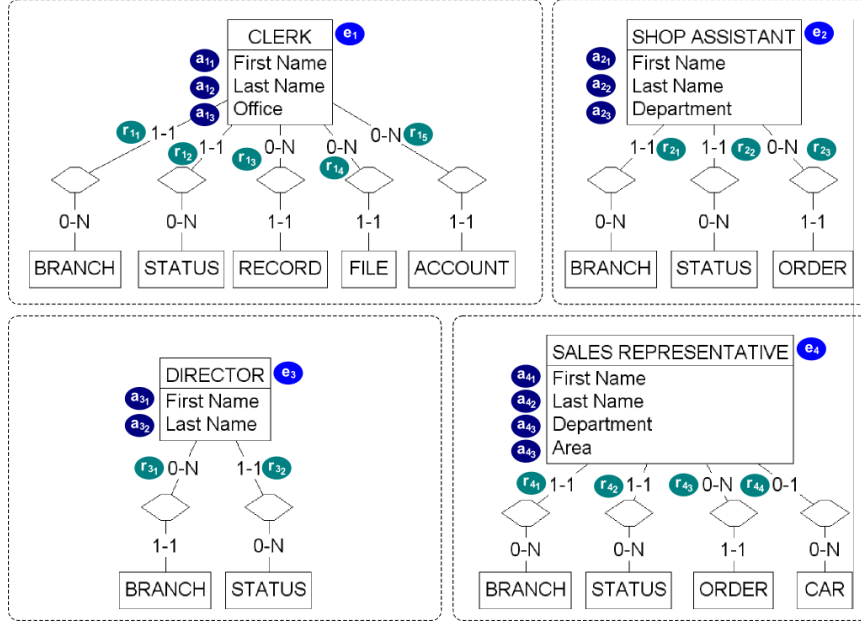 CLERK e1
a11 First Name
a12 Last Name
a13 Office
r11 1-1 r12 1-1 r13 0-N 0-N r14 0-N r15
0-N 0-N 1-1 1-1 1-1
BRANCH STATUS RECORD FILE ACCOUNT
SHOP ASSISTANT e2
a21 First Name
a22 Last Name
a23 Department
1-1 r21 1-1 r22 0-N r23
0-N 0-N 1-1
BRANCH STATUS ORDER
DIRECTOR e3
a31 First Name
a32 Last Name
r31 0-N 1-1 r32
1-1 0-N
BRANCH STATUS
SALES REPRESENTATIVE e4
a41 First Name
a42 Last Name
a43 Department
a43 Area
r41 1-1 r42 1-1 r43 0-N r44 0-1
0-N 0-N 1-1 0-N
BRANCH STATUS ORDER CAR